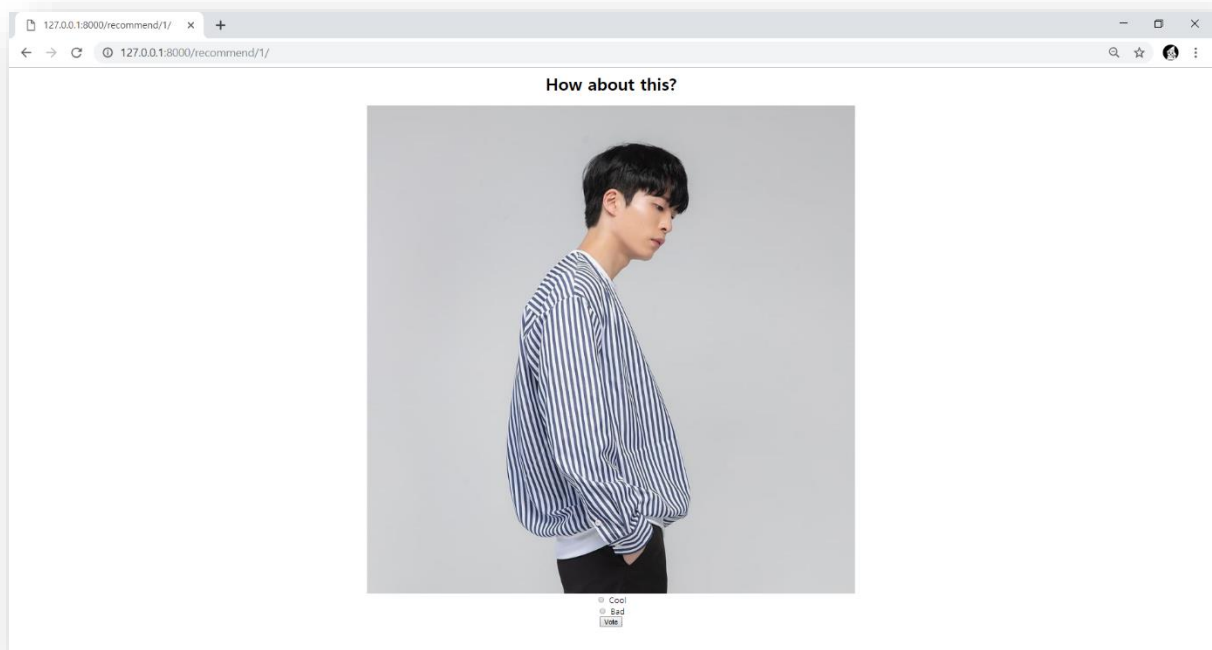 127.0.0.1:8000/recommend/1/
127.0.0.1:8000/recommend/1/
How about this?
Cool
Bad
Vote